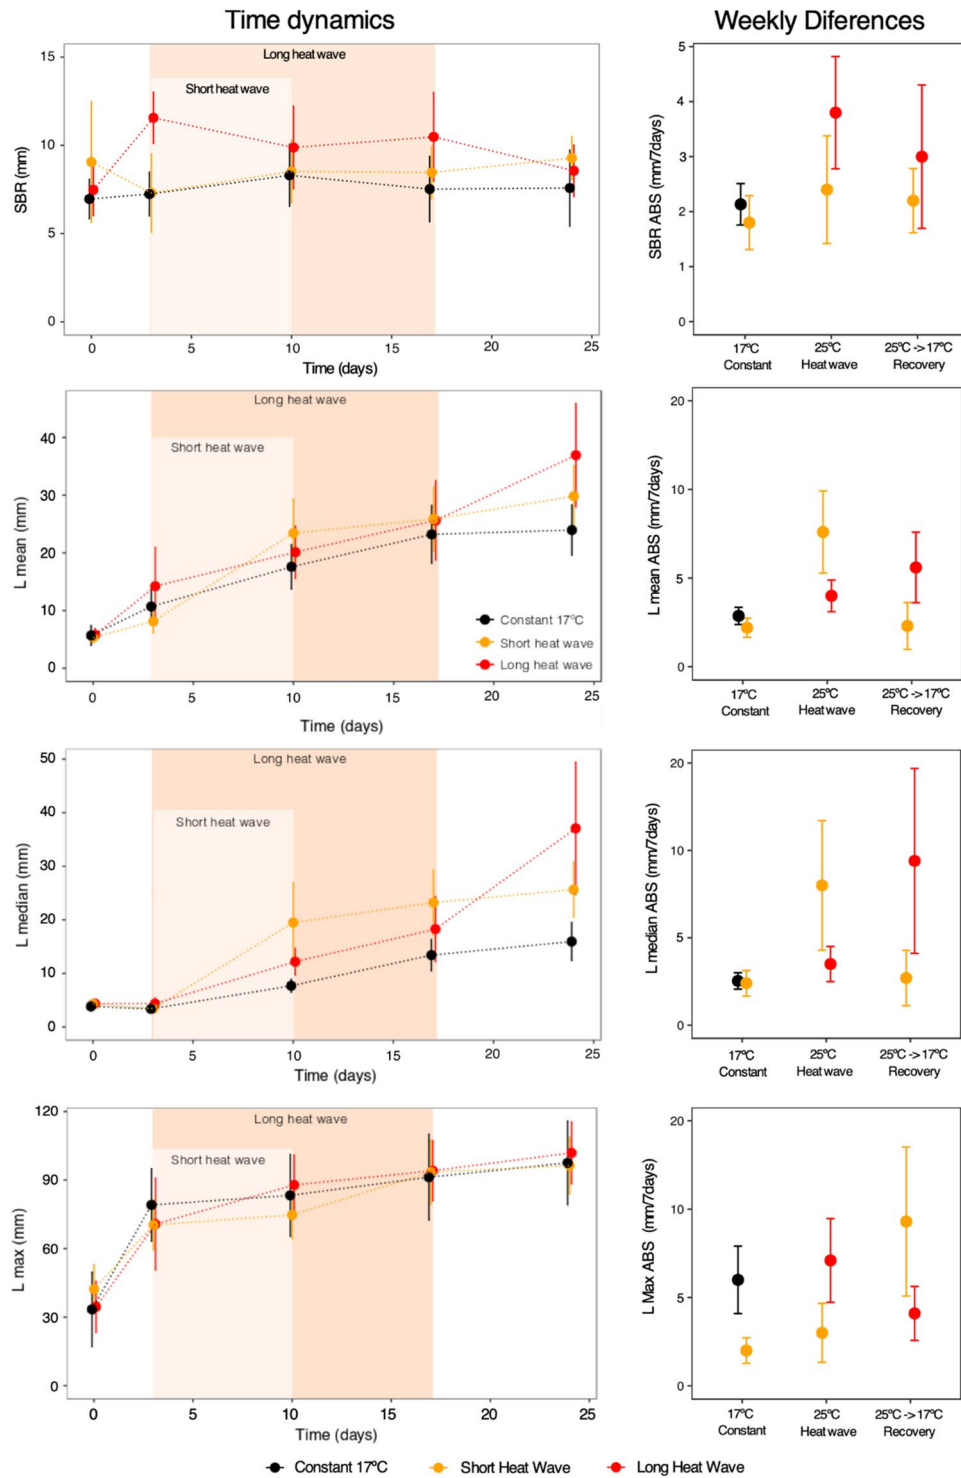 Time dynamics
Weekly Diferences
Long heat wave
Short heat wave
15
10
5
0
SBR (mm)
0 5 10 15 20 25
Time (days)
5
4
3
2
1
0
SBR ABS (mm/7days)
17ºC 25ºC 25ºC->17ºC
Constant Heat wave Recovery
Long heat wave
Short heat wave
40
30
20
10
0
L mean (mm)
Constant 17°C
Short heat wave
Long heat wave
0 5 10 15 20 25
Time (days)
20
10
5
0
L mean ABS (mm/7days)
17ºC 25ºC 25ºC->17ºC
Constant Heat wave Recovery
Long heat wave
Short heat wave
50
40
30
20
10
0
L median (mm)
0 5 10 15 20 25
Time (days)
20
10
5
0
L median ABS (mm/7days)
17ºC 25ºC 25ºC->17ºC
Constant Heat wave Recovery
Long heat wave
Short heat wave
120
90
60
30
0
L max (mm)
0 5 10 15 20 25
Time (days)
20
10
5
0
L Max ABS (mm/7days)
17ºC 25ºC 25ºC->17ºC
Constant Heat wave Recovery
Constant 17ºC Short Heat Wave Long Heat Wave